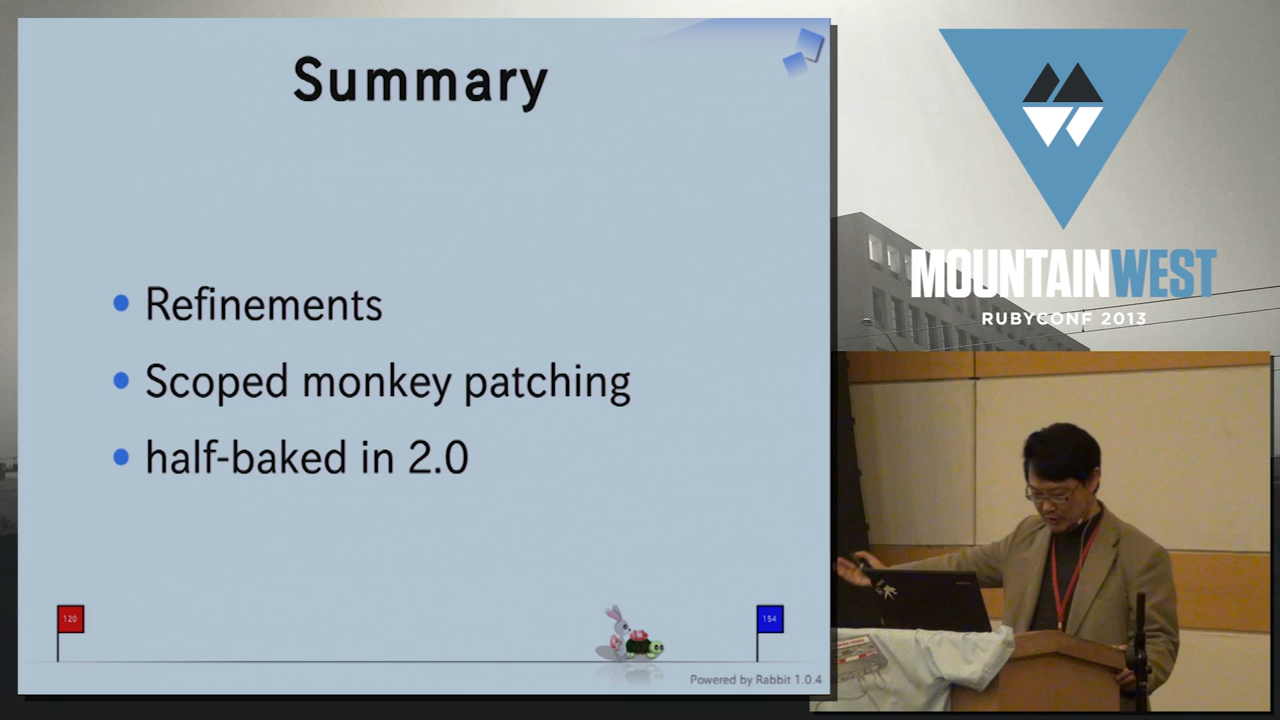 Summary
Refinements
Scoped monkey patching
half-baked in 2.0
120
154
Powered by Rabbit 1.0.4
MOUNTAINWEST
RUBYCONF 2013